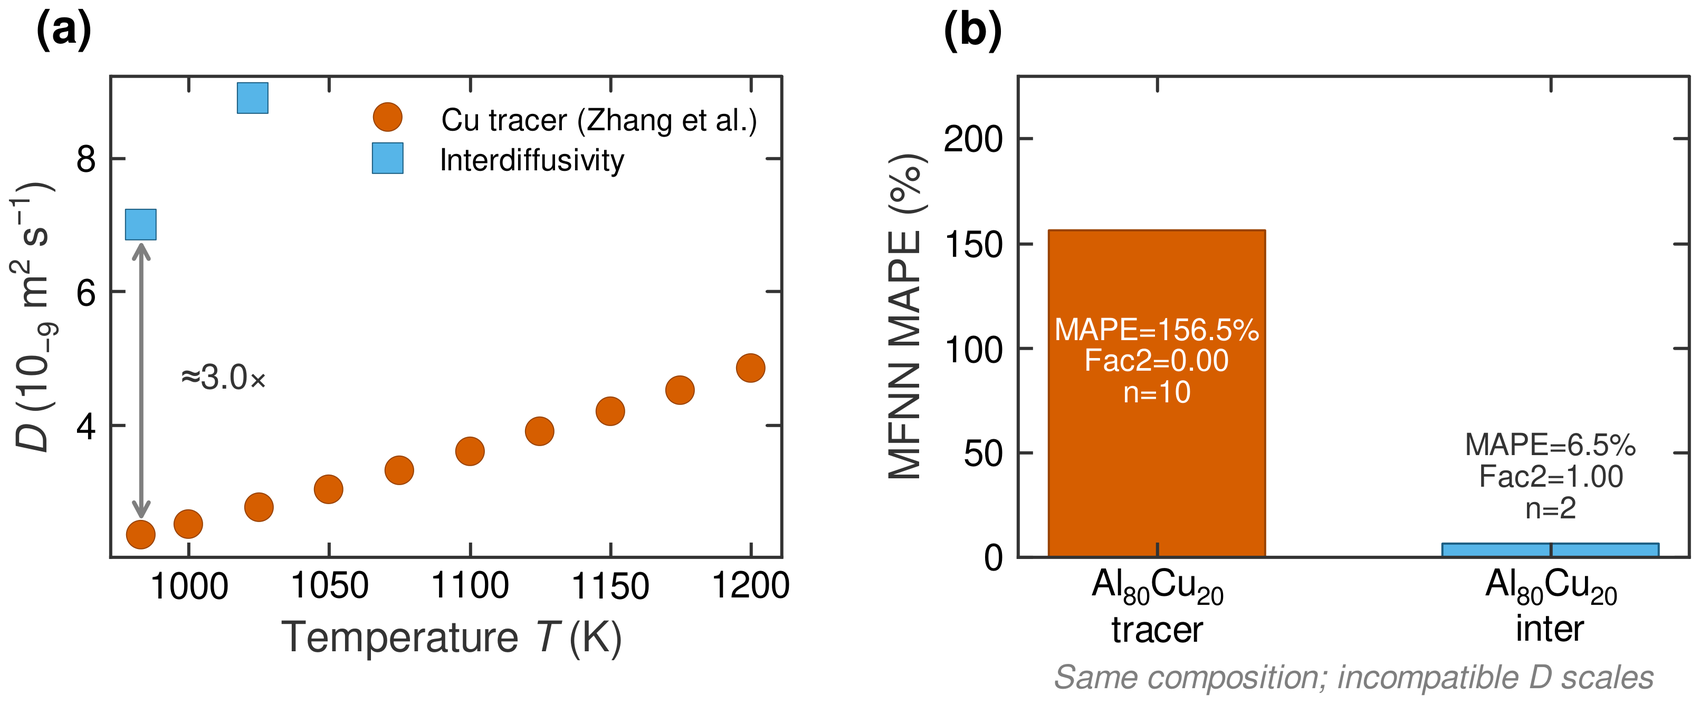 (a)
8
6
4
D (10₋₉ m² s⁻¹)
Cu tracer (Zhang et al.)
Interdiffusivity
≈3.0×
1000 1050 1100 1150 1200
Temperature T (K)
(b)
200
150
100
50
0
MFNN MAPE (%)
MAPE=156.5%
Fac2=0.00
n=10
MAPE=6.5%
Fac2=1.00
n=2
Al₈₀Cu₂₀
tracer
Al₈₀Cu₂₀
inter
Same composition; incompatible D scales